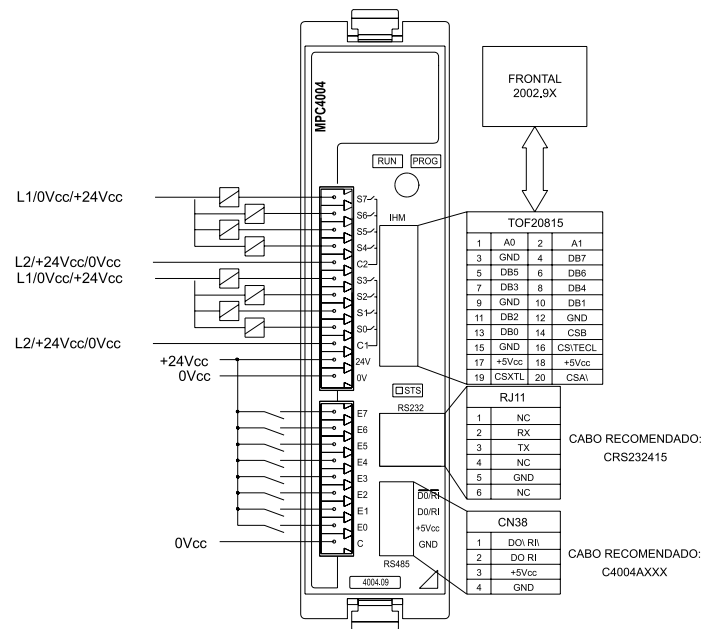 FRONTAL
2002.9X
MPC4004
RUN PROG
L1/0Vcc/+24Vcc
L2/+24Vcc/0Vcc
L1/0Vcc/+24Vcc
L2/+24Vcc/0Vcc
+24Vcc
0Vcc
0Vcc
S7
S6
S5
S4
C2
S3
S2
S1
S0
C1
24V
0V
IHM
STS
RS232
E7
E6
E5
E4
E3
E2
E1
E0
C
D0/RI
D0/RI
+5Vcc
GND
RS485
4004.09
TOF20815
1 A0 2 A1
3 GND 4 DB7
5 DB5 6 DB6
7 DB3 8 DB4
9 GND 10 DB1
11 DB2 12 GND
13 DB0 14 CSB
15 GND 16 CS\TECL
17 +5Vcc 18 +5Vcc
19 CSXTL 20 CSA\
RJ11
1 NC
2 RX
3 TX
4 NC
5 GND
6 NC
CABO RECOMENDADO:
CRS232415
CN38
1 DO\ RI\
2 DO RI
3 +5Vcc
4 GND
CABO RECOMENDADO:
C4004AXXX